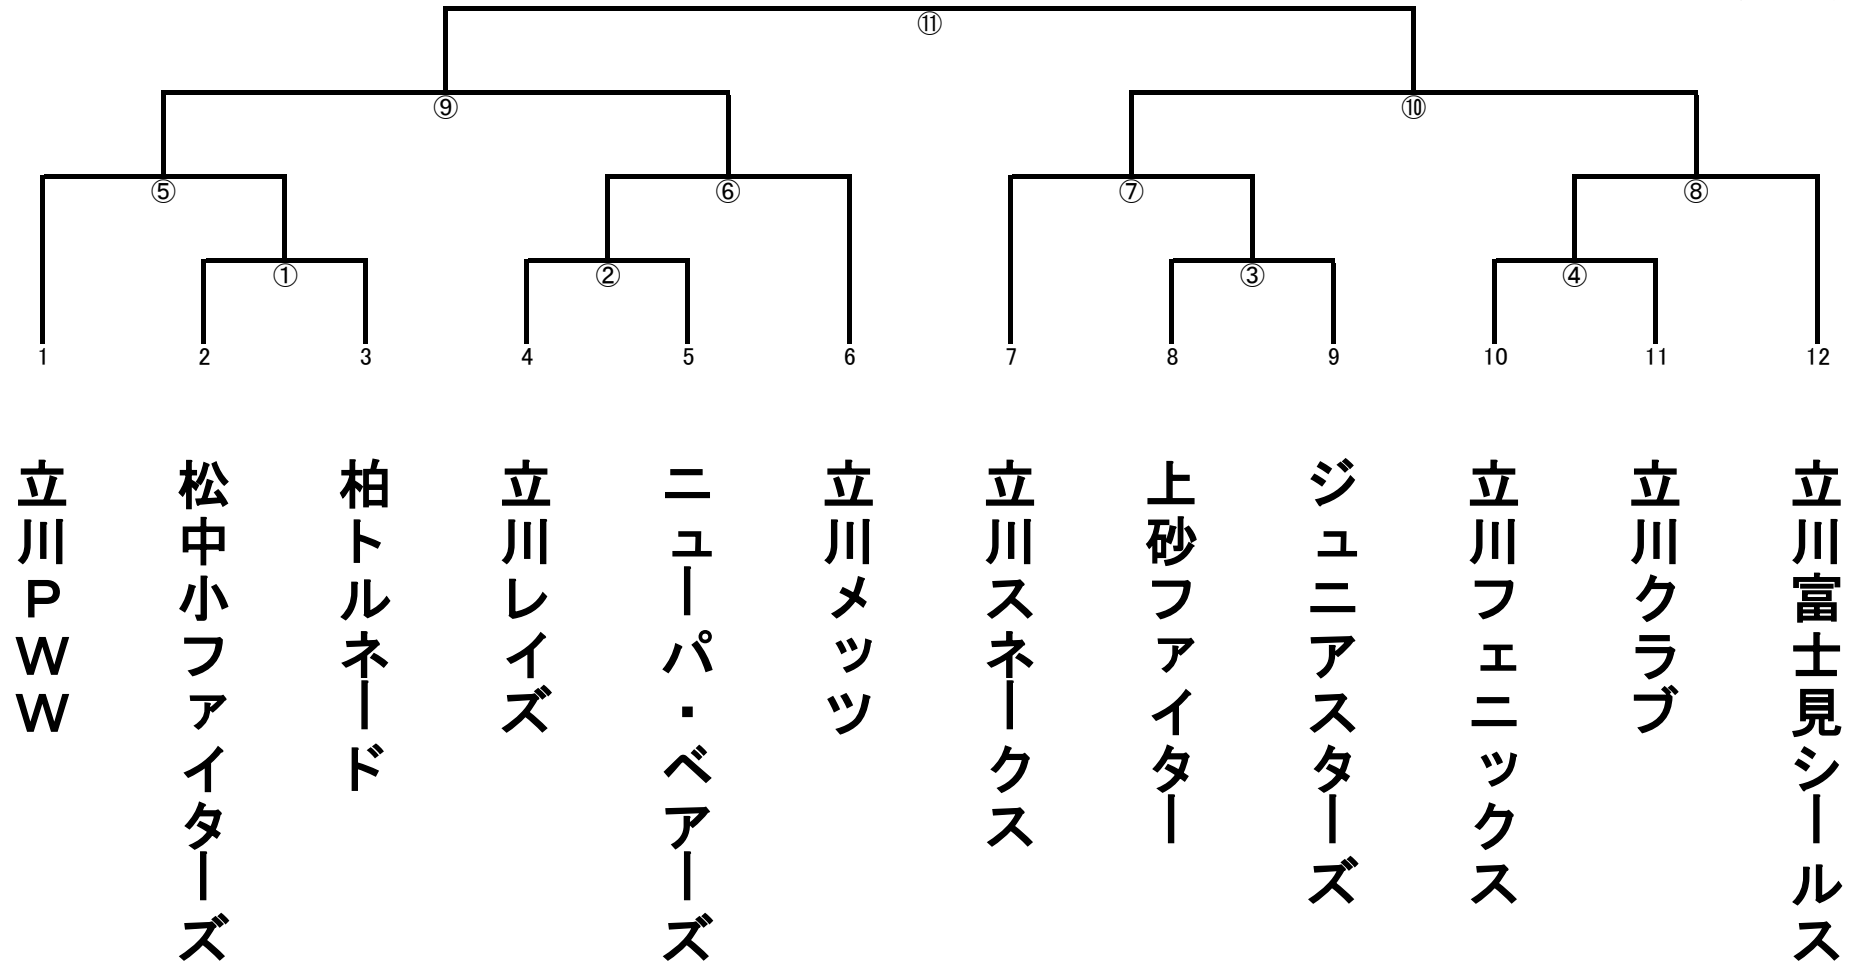 ⑪
⑨ ⑩
⑤ ⑥ ⑦ ⑧
① ② ③ ④
1 2 3 4 5 6 7 8 9 10 11 12
立川PWW
松中小ファイターズ
柏トルネード
立川レイズ
ニューパ・ベアーズ
立川メッツ
立川スネークス
上砂ファイター
ジュニアスターズ
立川フェニックス
立川クラブ
立川富士見シールス